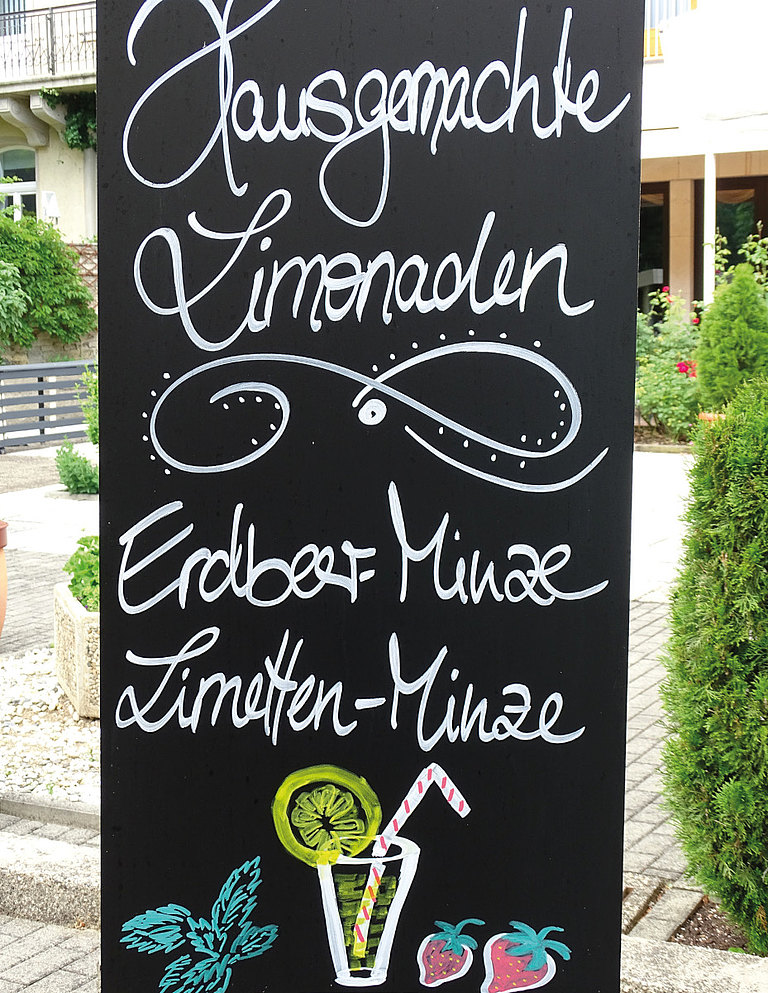 Hausgemachte
Limonaden
Erdbeer-Minze
Limetten-Minze